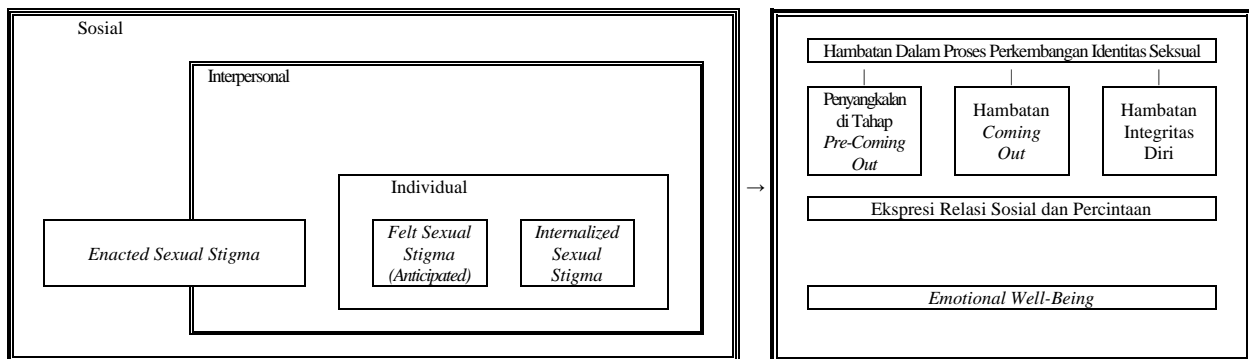 Sosial
Interpersonal
Individual
Enacted Sexual Stigma
Felt Sexual
Stigma
(Anticipated)
Internalized
Sexual
Stigma
→
Hambatan Dalam Proses Perkembangan Identitas Seksual
Penyangkalan
di Tahap
Pre-Coming
Out
Hambatan
Coming
Out
Hambatan
Integritas
Diri
Ekspresi Relasi Sosial dan Percintaan
Emotional Well-Being